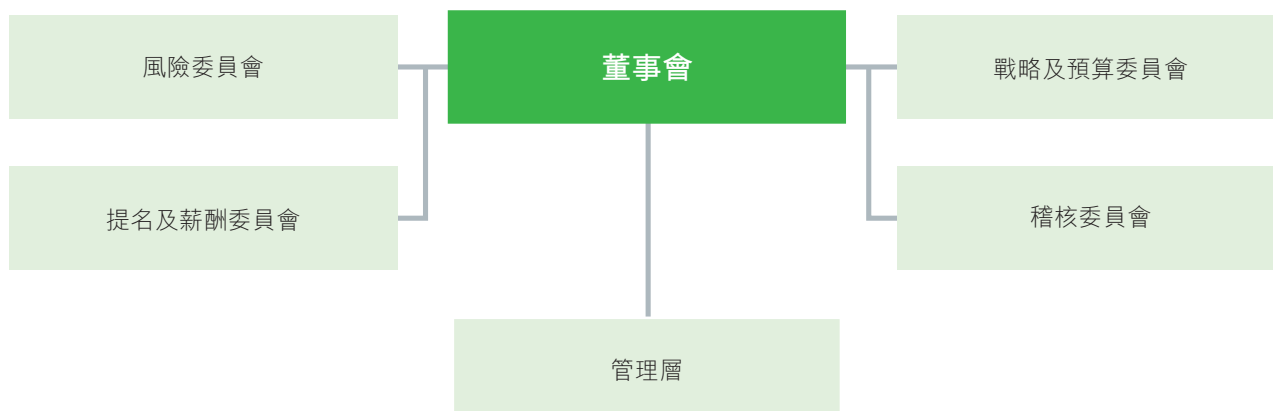 風險委員會
董事會
戰略及預算委員會
提名及薪酬委員會
稽核委員會
管理層